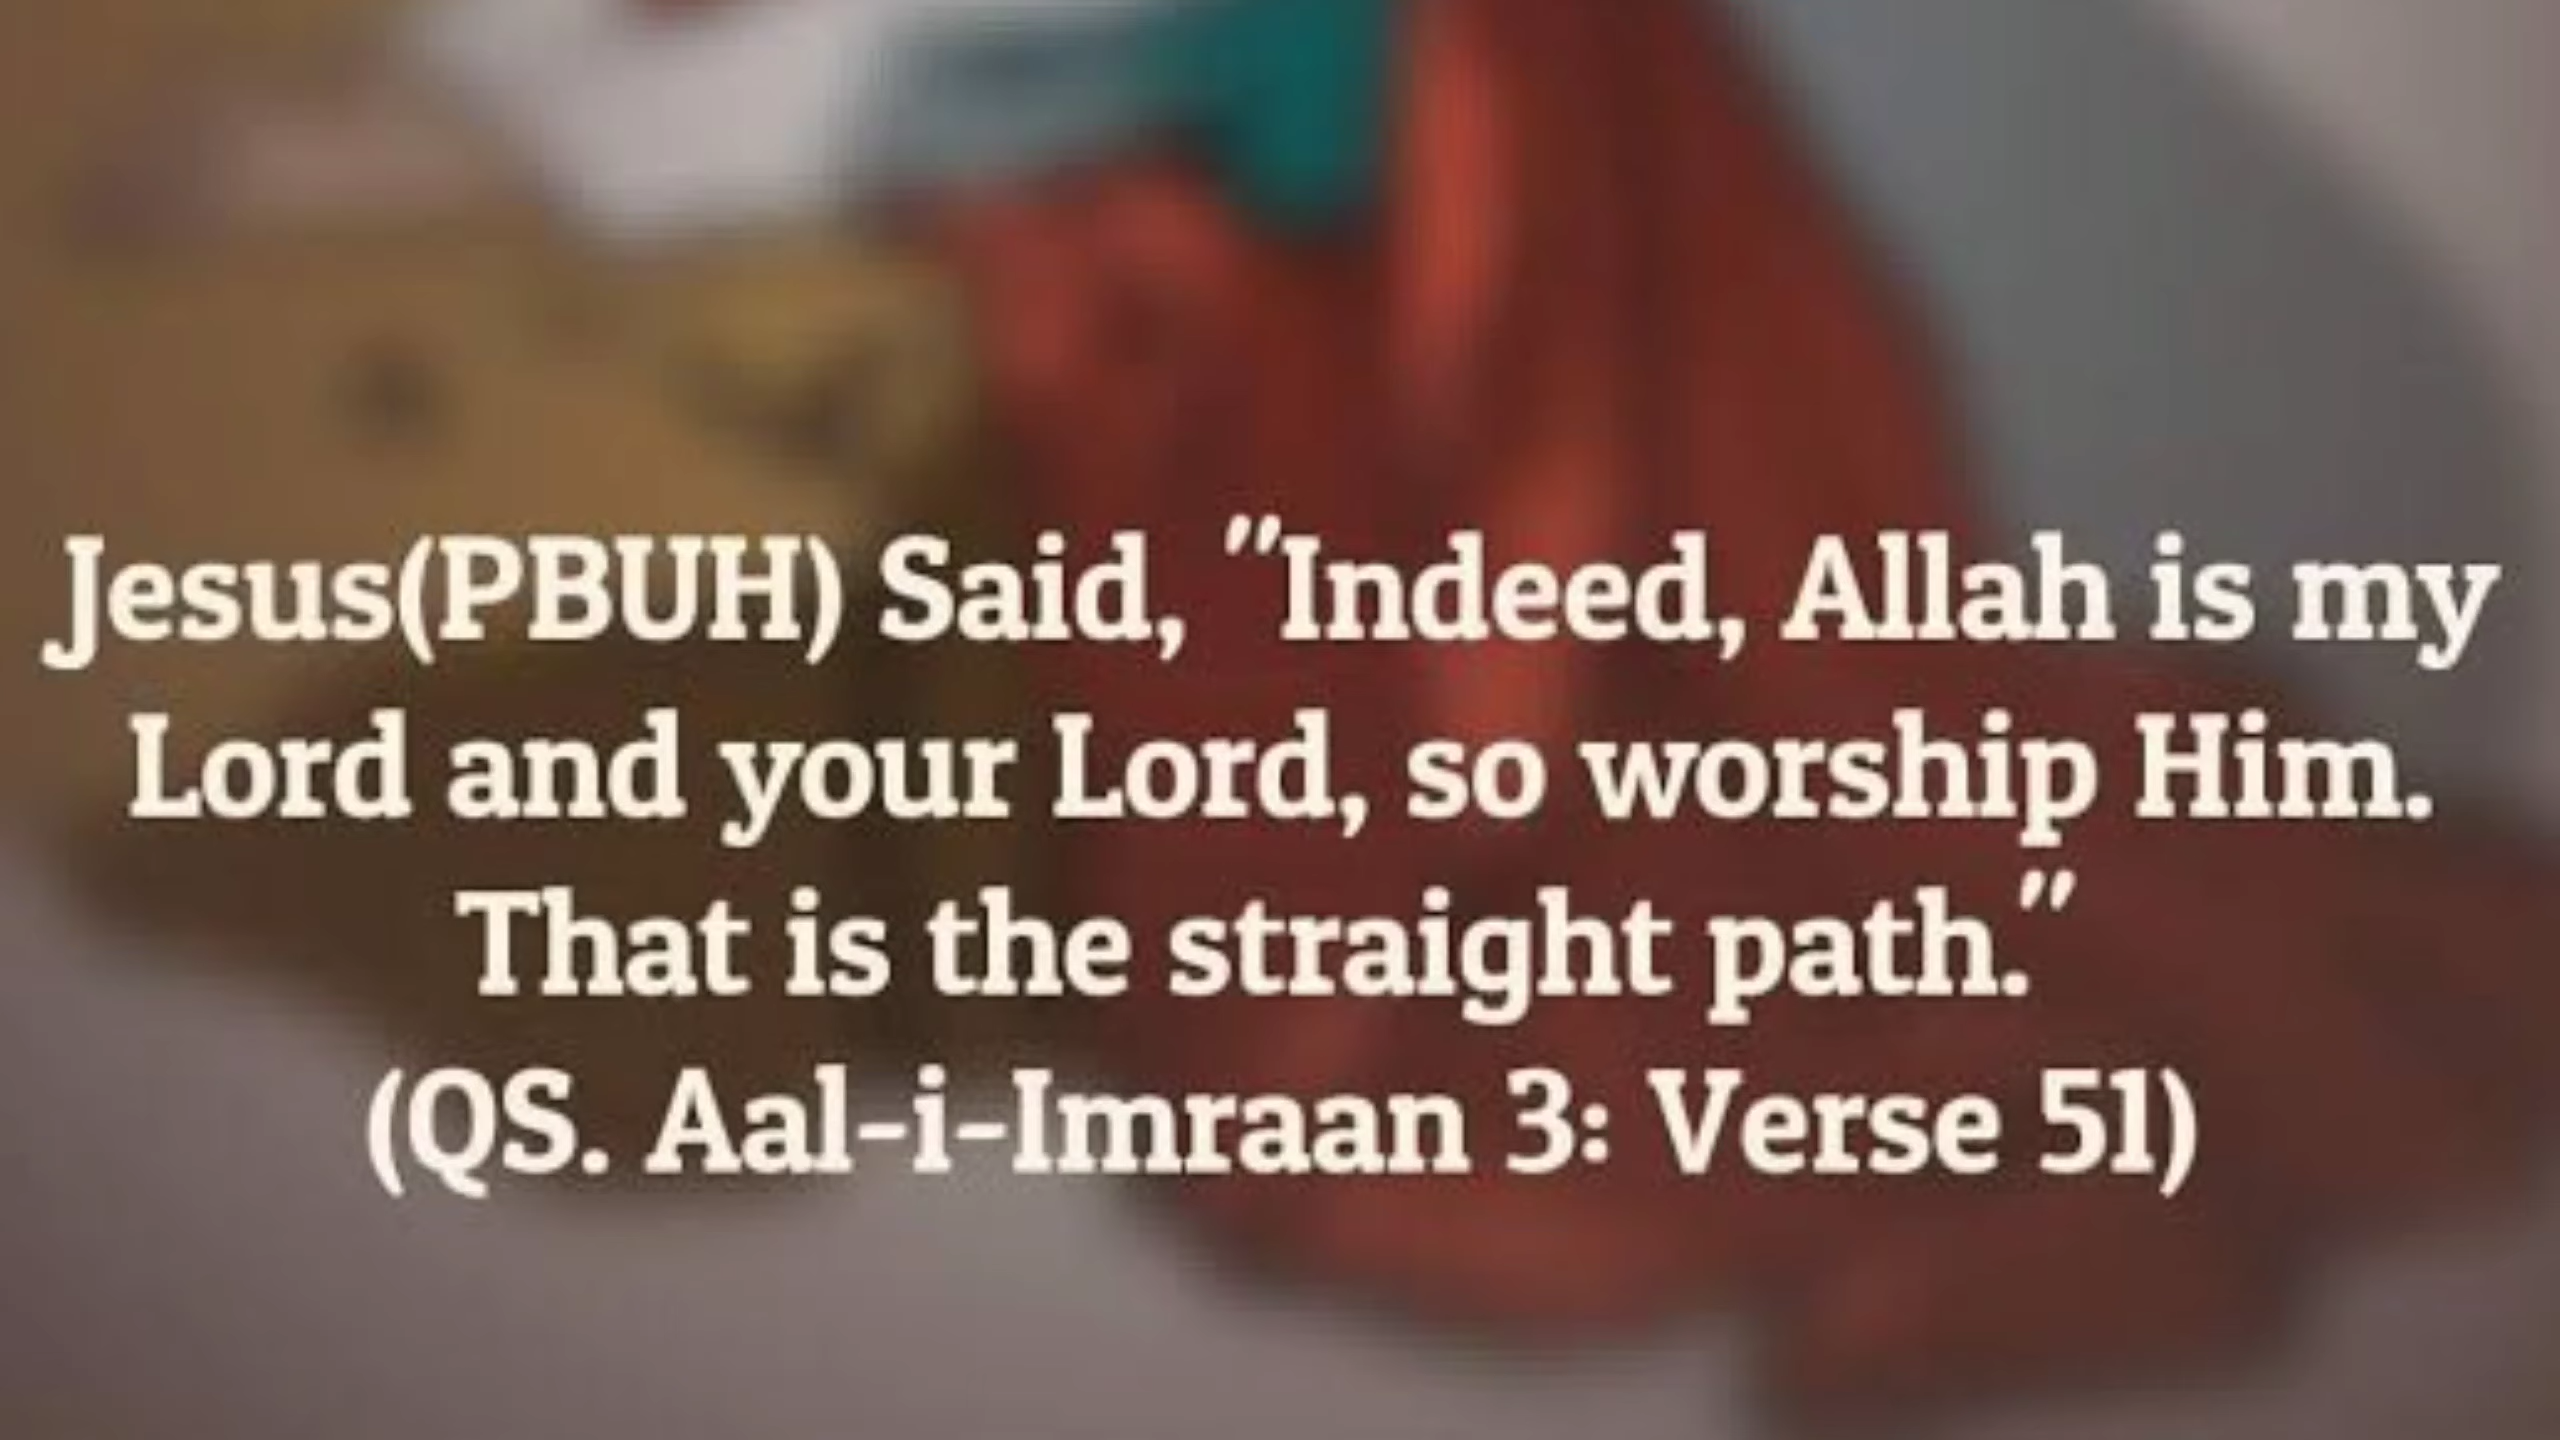 Jesus(PBUH) Said, "Indeed, Allah is my
Lord and your Lord, so worship Him.
That is the straight path."
(QS. Aal-i-Imraan 3: Verse 51)